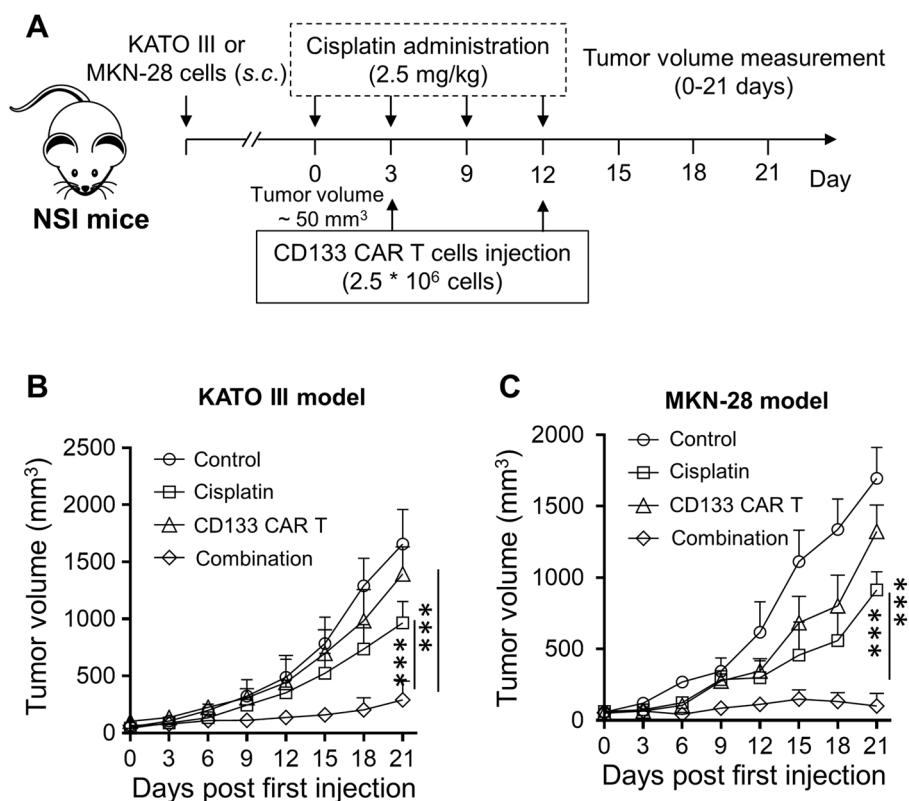 A
KATO III or
MKN-28 cells (s.c.)
Cisplatin administration
(2.5 mg/kg)
Tumor volume measurement
(0-21 days)
0
3
9
12
15
18
21
Day
Tumor volume
~ 50 mm³
NSI mice
CD133 CAR T cells injection
(2.5 * 10⁶ cells)
B
KATO III model
Tumor volume (mm³)
2500
2000
1500
1000
500
0
Control
Cisplatin
CD133 CAR T
Combination
***
***
0 3 6 9 12 15 18 21
Days post first injection
C
MKN-28 model
Tumor volume (mm³)
2000
1500
1000
500
0
Control
Cisplatin
CD133 CAR T
Combination
***
***
0 3 6 9 12 15 18 21
Days post first injection